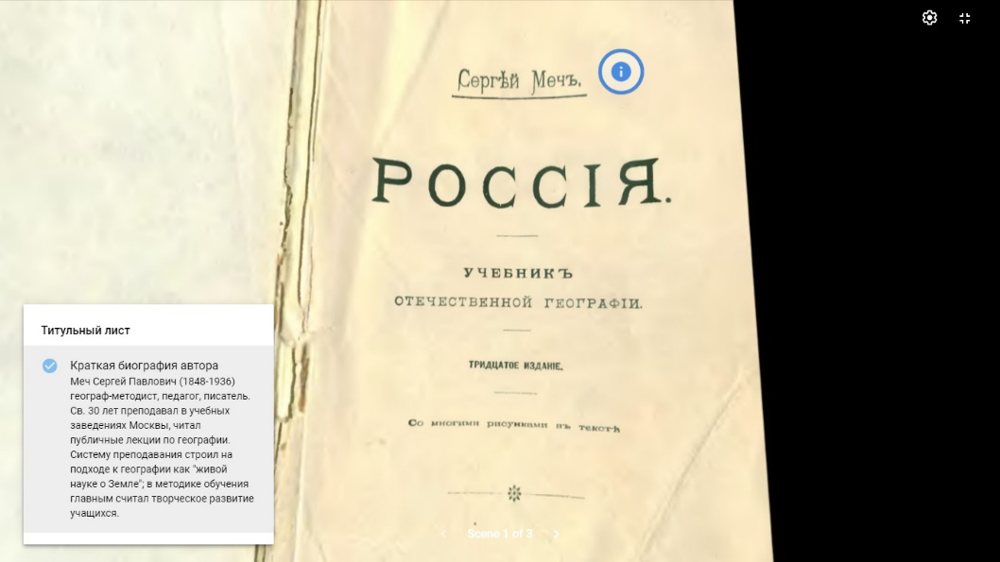 Сергѣй Мечъ.
РОССІЯ.
УЧЕБНИКЪ
ОТЕЧЕСТВЕННОЙ ГЕОГРАФІИ.
ТРИДЦАТОЕ ИЗДАНІЕ.
Со многими рисунками въ текстѣ
Титульный лист
Краткая биография автора
Меч Сергей Павлович (1848-1936)
географ-методист, педагог, писатель.
Св. 30 лет преподавал в учебных
заведениях Москвы, читал
публичные лекции по географии.
Систему преподавания строил на
подходе к географии как "живой
науке о Земле"; в методике обучения
главным считал творческое развитие
учащихся.
Scene 1 of 3